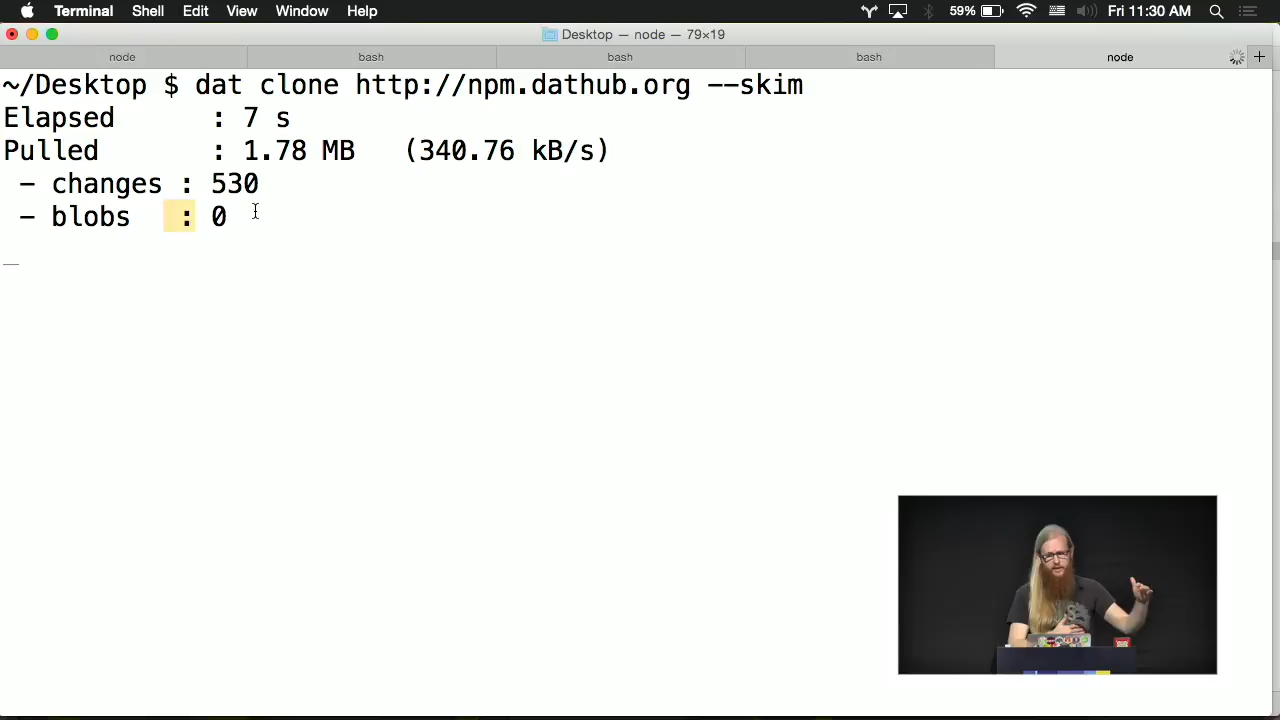 Terminal Shell Edit View Window Help 59% Fri 11:30 AM
Desktop — node — 79×19
node bash bash bash node
~/Desktop $ dat clone http://npm.dathub.org --skim
Elapsed : 7 s
Pulled : 1.78 MB (340.76 kB/s)
- changes : 530
- blobs : 0